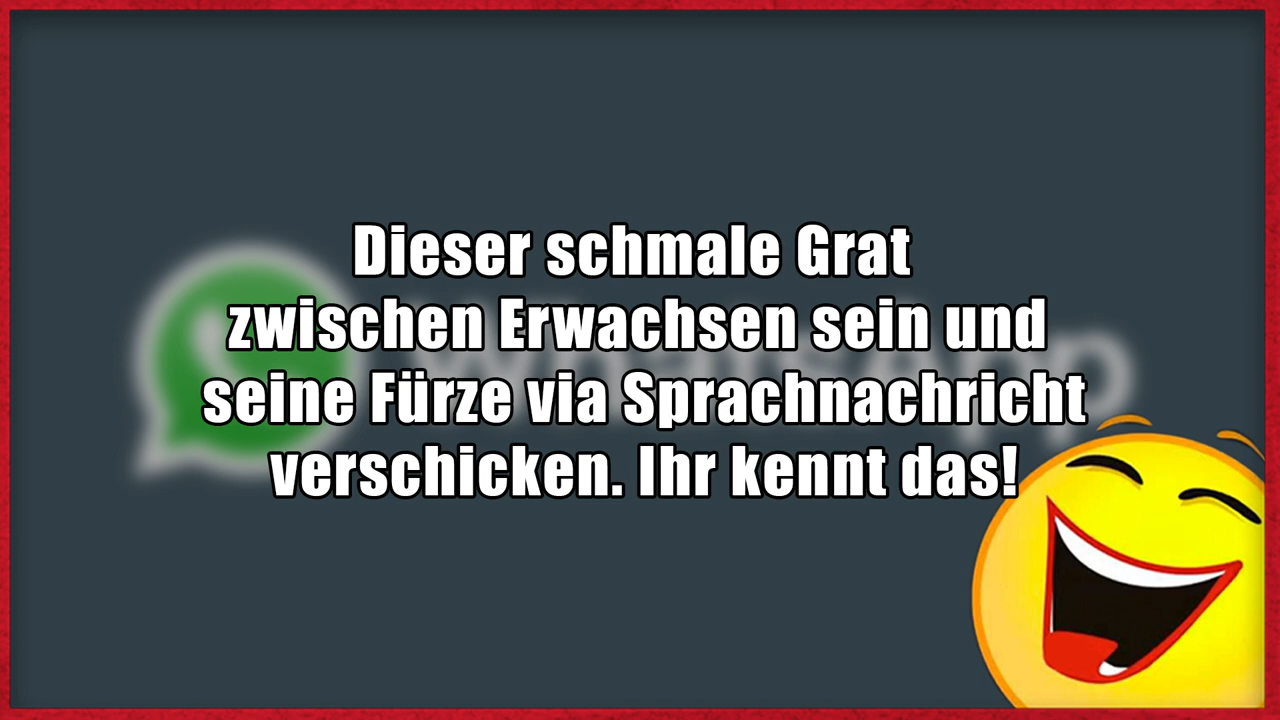 Dieser schmale Grat
zwischen Erwachsen sein und
seine Fürze via Sprachnachricht
verschicken. Ihr kennt das!